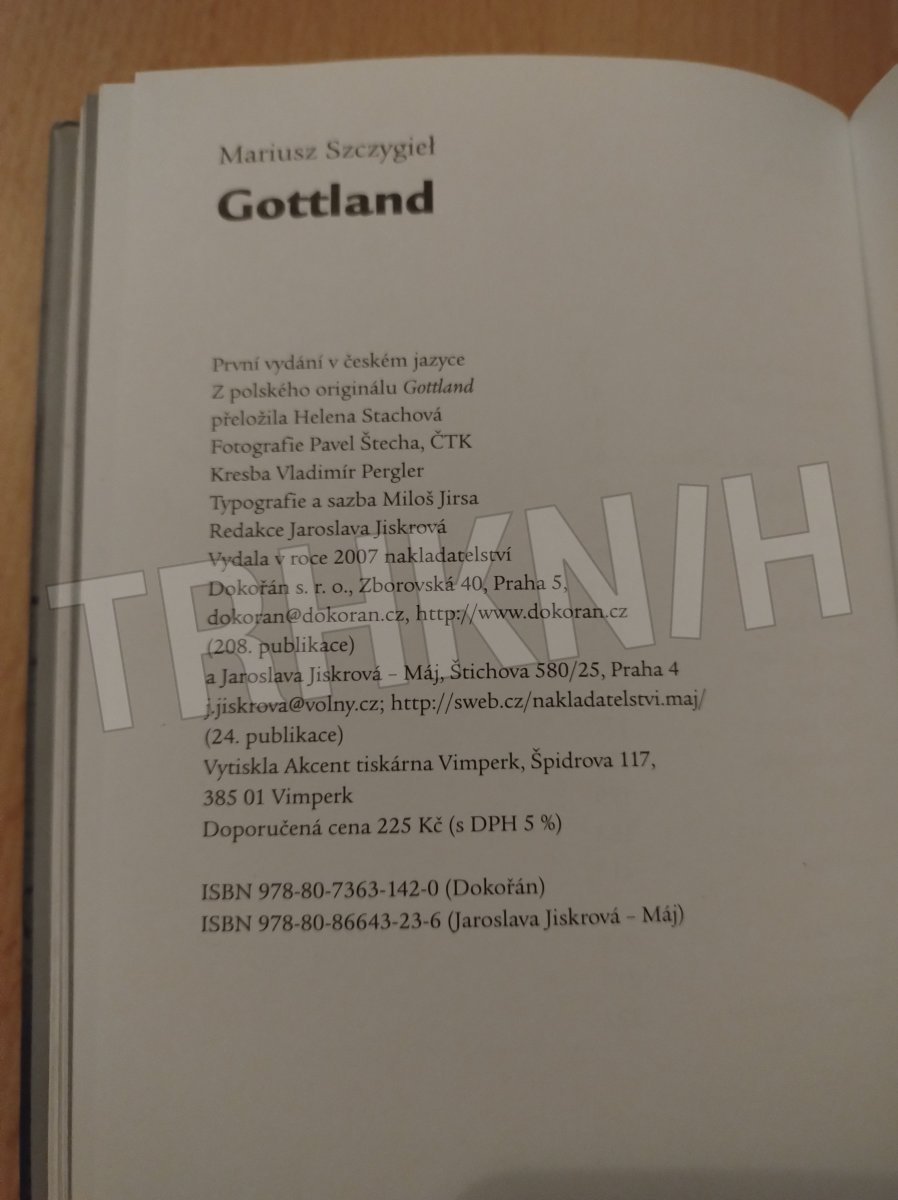 Mariusz Szczygieł
Gottland
První vydání v českém jazyce
Z polského originálu Gottland
přeložila Helena Stachová
Fotografie Pavel Štecha, ČTK
Kresba Vladimír Pergler
Typografie a sazba Miloš Jirsa
Redakce Jaroslava Jiskrová
Vydala v roce 2007 nakladatelství
Dokořán s. r. o., Zborovská 40, Praha 5,
dokoran@dokoran.cz, http://www.dokoran.cz
(208. publikace)
a Jaroslava Jiskrová – Máj, Štichova 580/25, Praha 4
j.jiskrova@volny.cz; http://sweb.cz/nakladatelstvi.maj/
(24. publikace)
Vytiskla Akcent tiskárna Vimperk, Špidrova 117,
385 01 Vimperk
Doporučená cena 225 Kč (s DPH 5 %)
ISBN 978-80-7363-142-0 (Dokořán)
ISBN 978-80-86643-23-6 (Jaroslava Jiskrová – Máj)
TRHKNIH